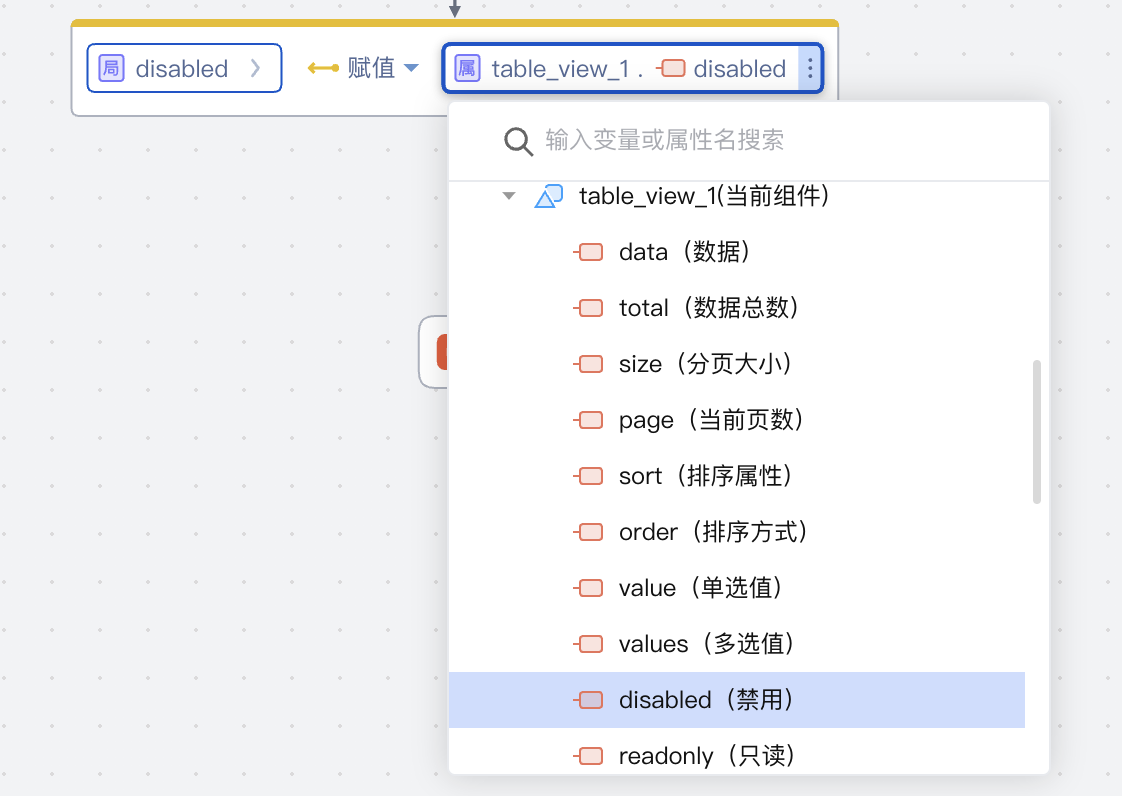 局 disabled 赋值 属 table_view_1 . disabled
输入变量或属性名搜索
table_view_1(当前组件)
data（数据）
total（数据总数）
size（分页大小）
page（当前页数）
sort（排序属性）
order（排序方式）
value（单选值）
values（多选值）
disabled（禁用）
readonly（只读）